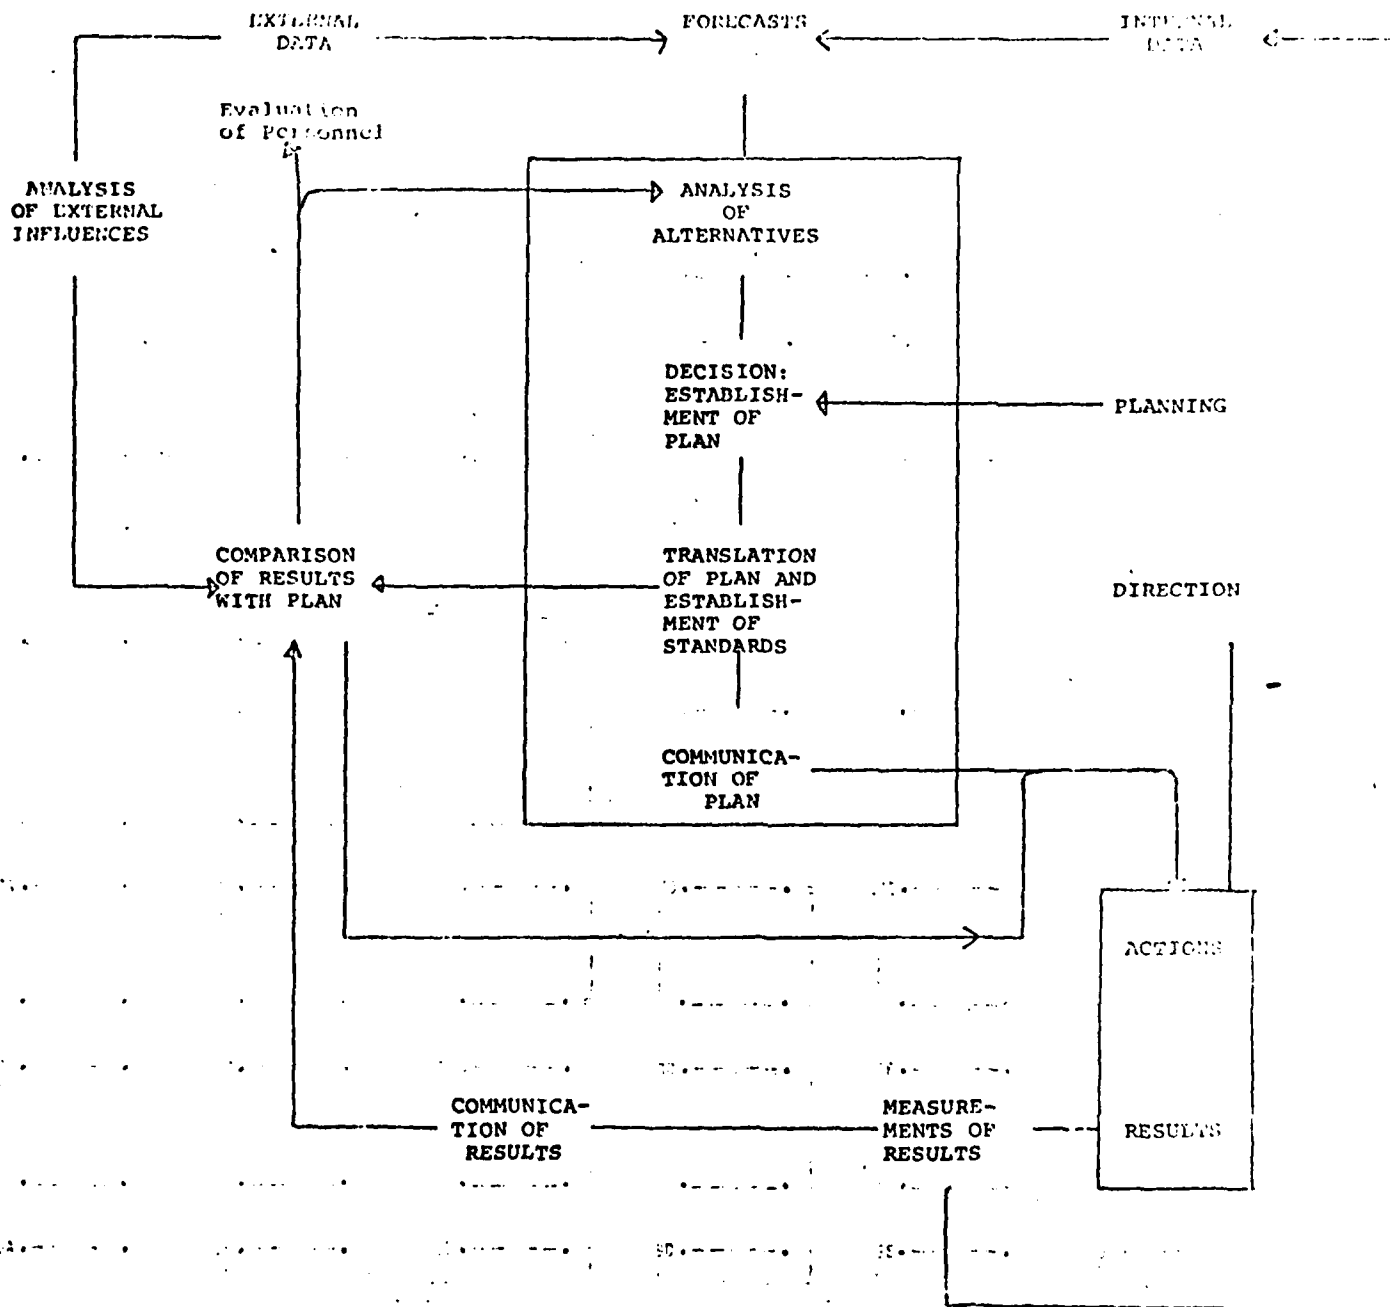 EXTERNAL
DATA
FORECASTS
INTERNAL
DATA
Evaluation
of Personnel
ANALYSIS
OF EXTERNAL
INFLUENCES
ANALYSIS
OF
ALTERNATIVES
DECISION:
ESTABLISH-
MENT OF
PLAN
PLANNING
COMPARISON
OF RESULTS
WITH PLAN
TRANSLATION
OF PLAN AND
ESTABLISH-
MENT OF
STANDARDS
DIRECTION
COMMUNICA-
TION OF
PLAN
ACTIONS
COMMUNICA-
TION OF
RESULTS
MEASURE-
MENTS OF
RESULTS
RESULTS